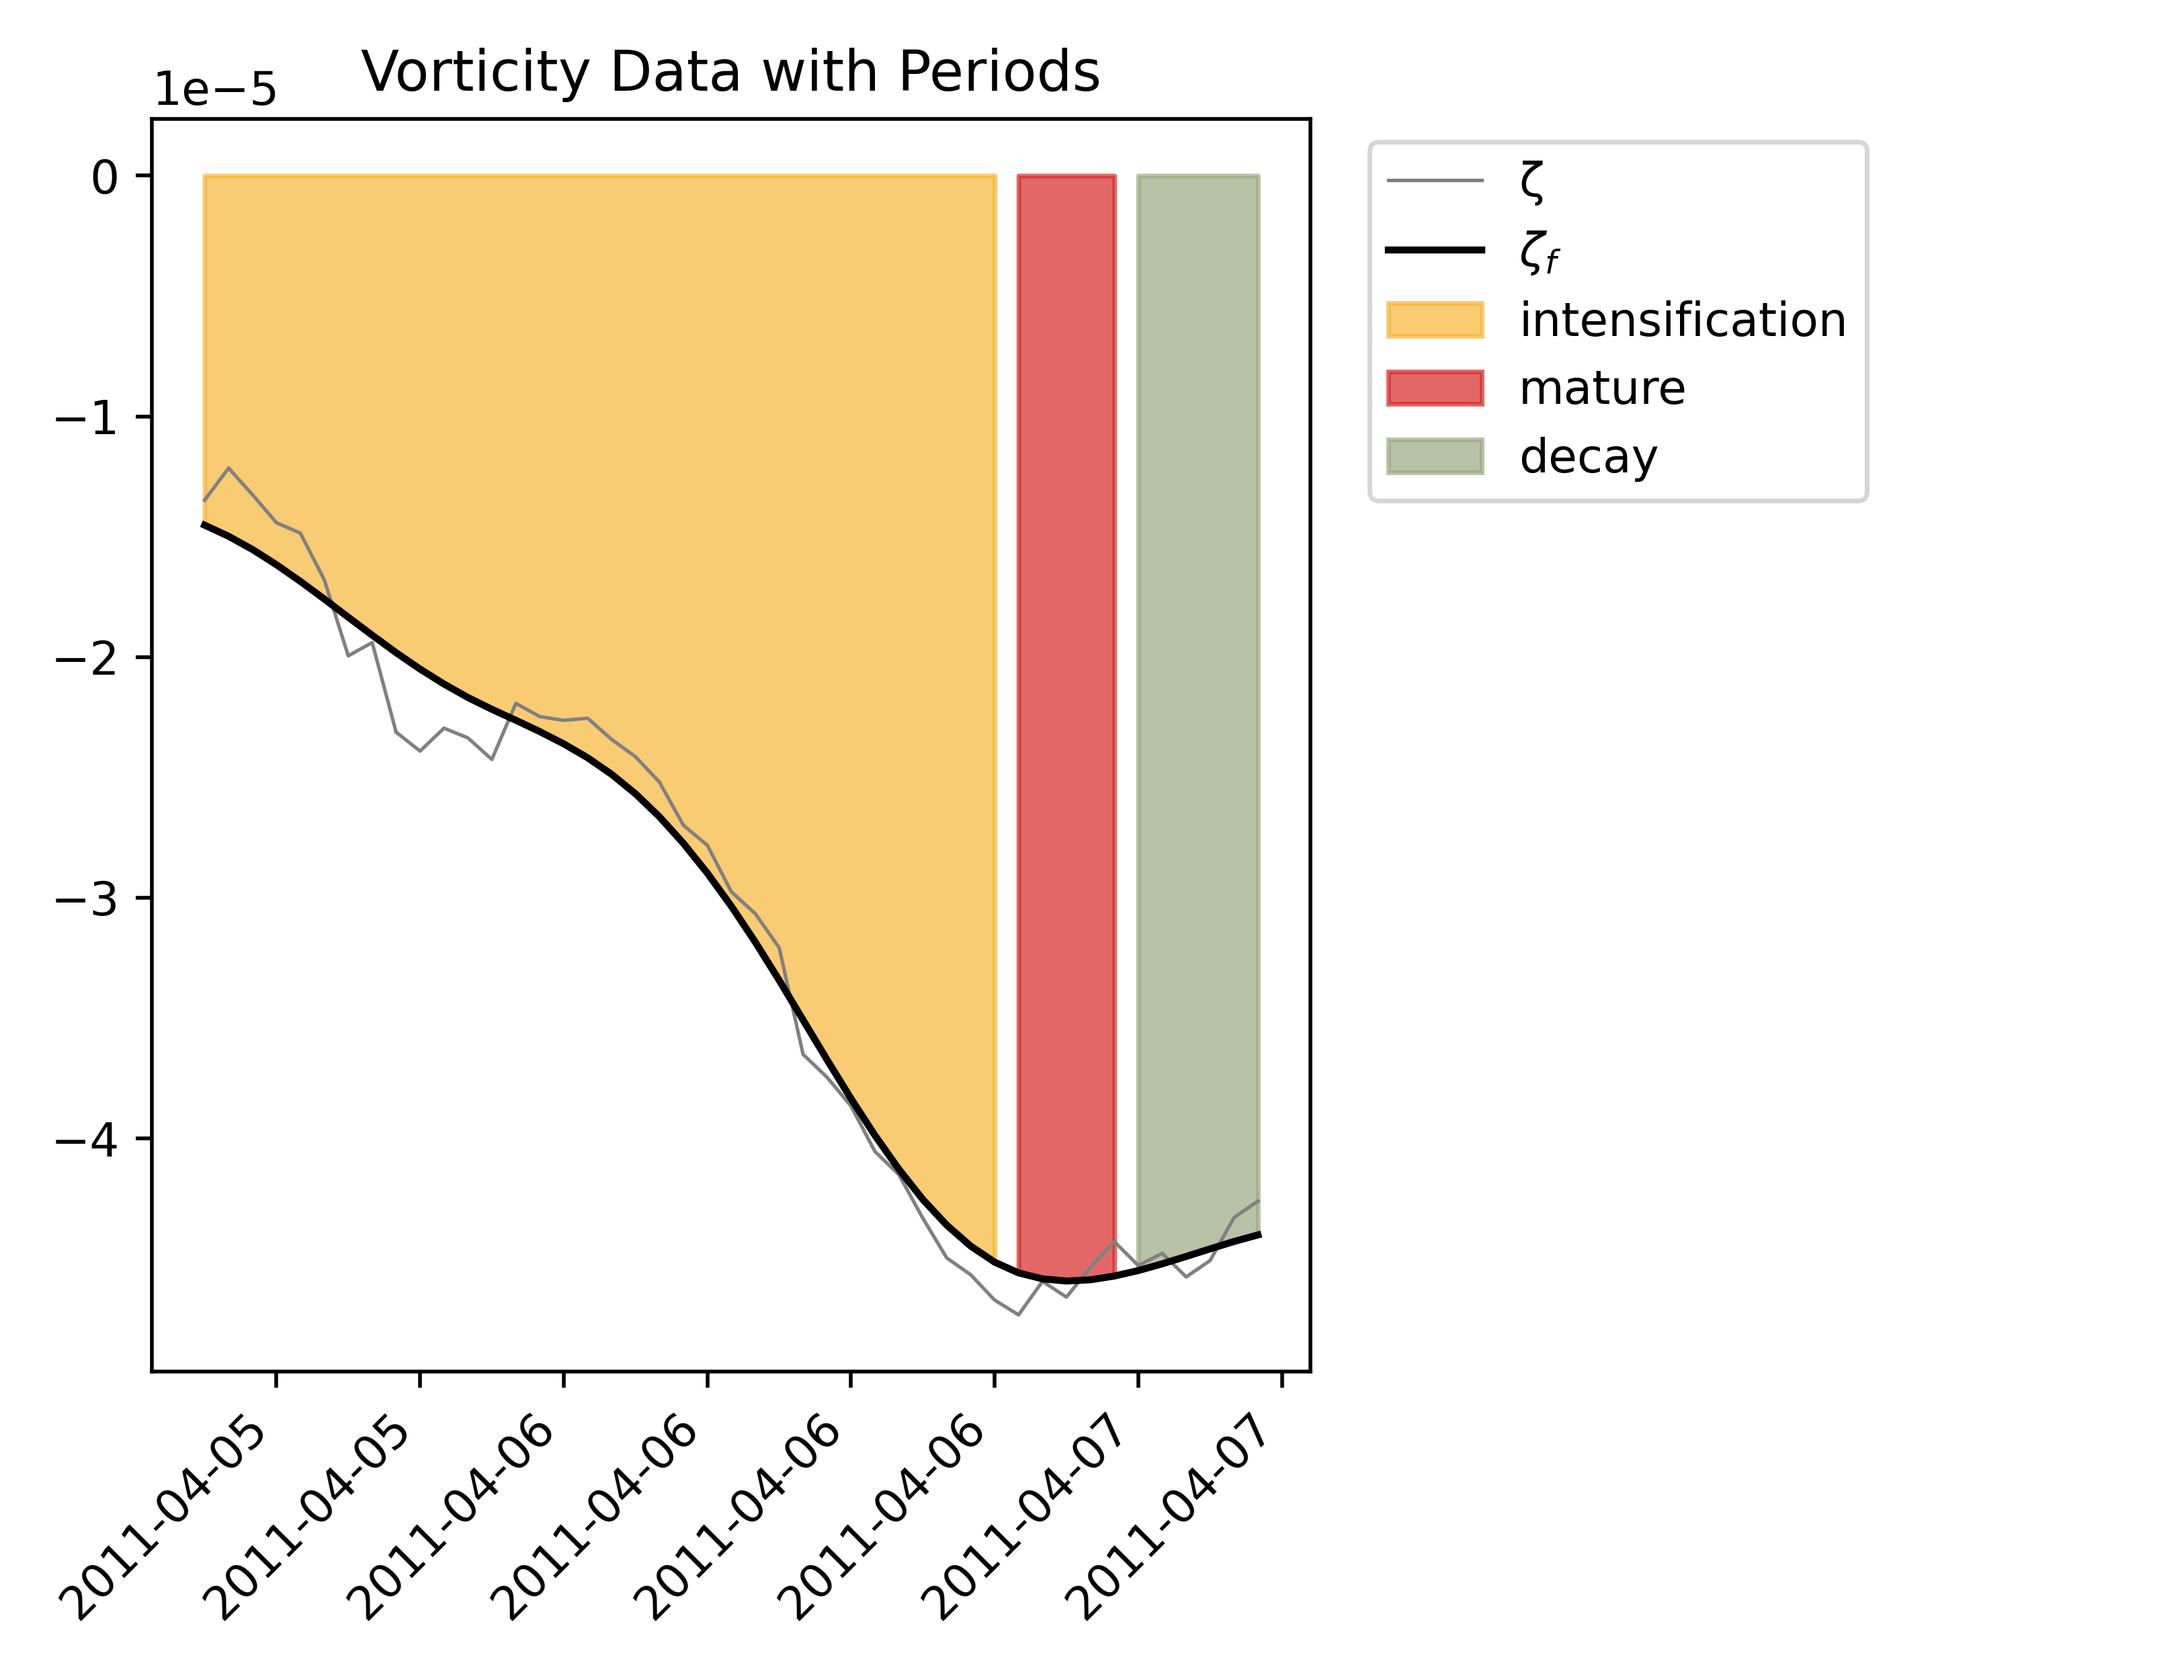 Vorticity Data with Periods
1e−5
0
−1
−2
−3
−4
2011-04-05
2011-04-05
2011-04-06
2011-04-06
2011-04-06
2011-04-06
2011-04-07
2011-04-07
ζ
ζf
intensification
mature
decay